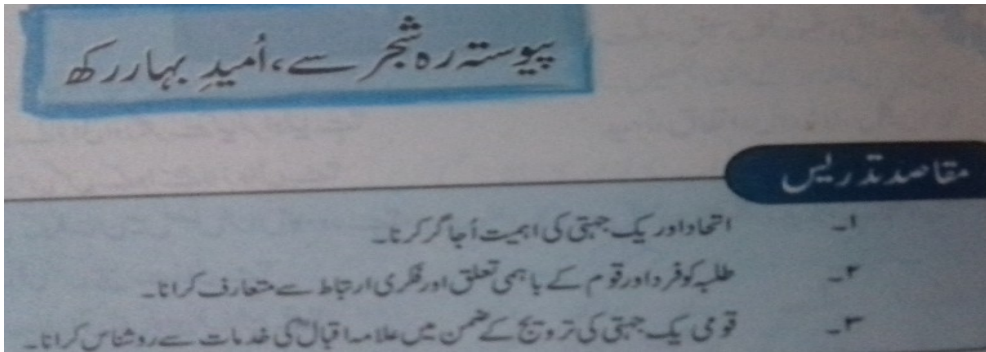 پیوستہ رہ شجر سے، اُمیدِ بہار رکھ
مقاصد تدریس
۱۔ اتحاد اور یک جہتی کی اہمیت اُجاگر کرنا۔
۲۔ طلبہ کو فرد اور قوم کے باہمی تعلق اور فکری ارتباط سے متعارف کرانا۔
۳۔ قومی یک جہتی کی ترویج کے ضمن میں علامہ اقبالؒ کی خدمات سے روشناس کرانا۔